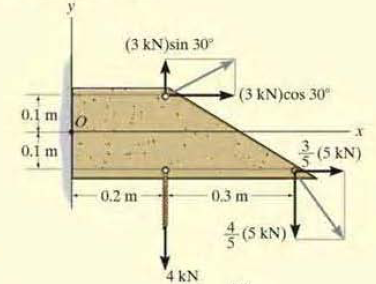 y
(3 kN)sin 30°
(3 kN)cos 30°
0.1 m
O
x
0.1 m
3/5 (5 kN)
0.2 m
0.3 m
4/5 (5 kN)
4 kN